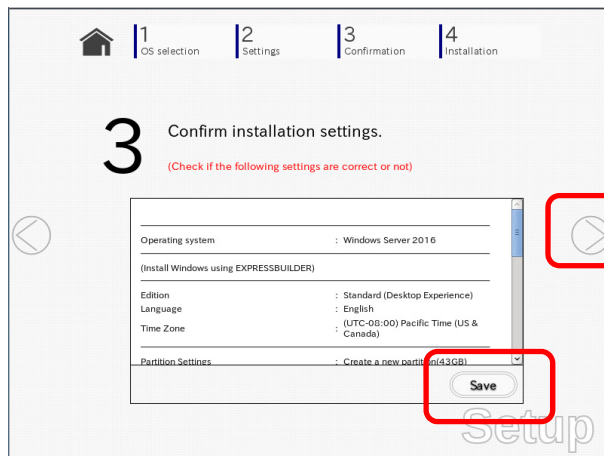 1
OS selection
2
Settings
3
Confirmation
4
Installation
3
Confirm installation settings.
(Check if the following settings are correct or not)
Operating system : Windows Server 2016
(Install Windows using EXPRESSBUILDER)
Edition : Standard (Desktop Experience)
Language : English
Time Zone : (UTC-08:00) Pacific Time (US &
Canada)
Partition Settings : Create a new partition(43GB)
Save
Setup